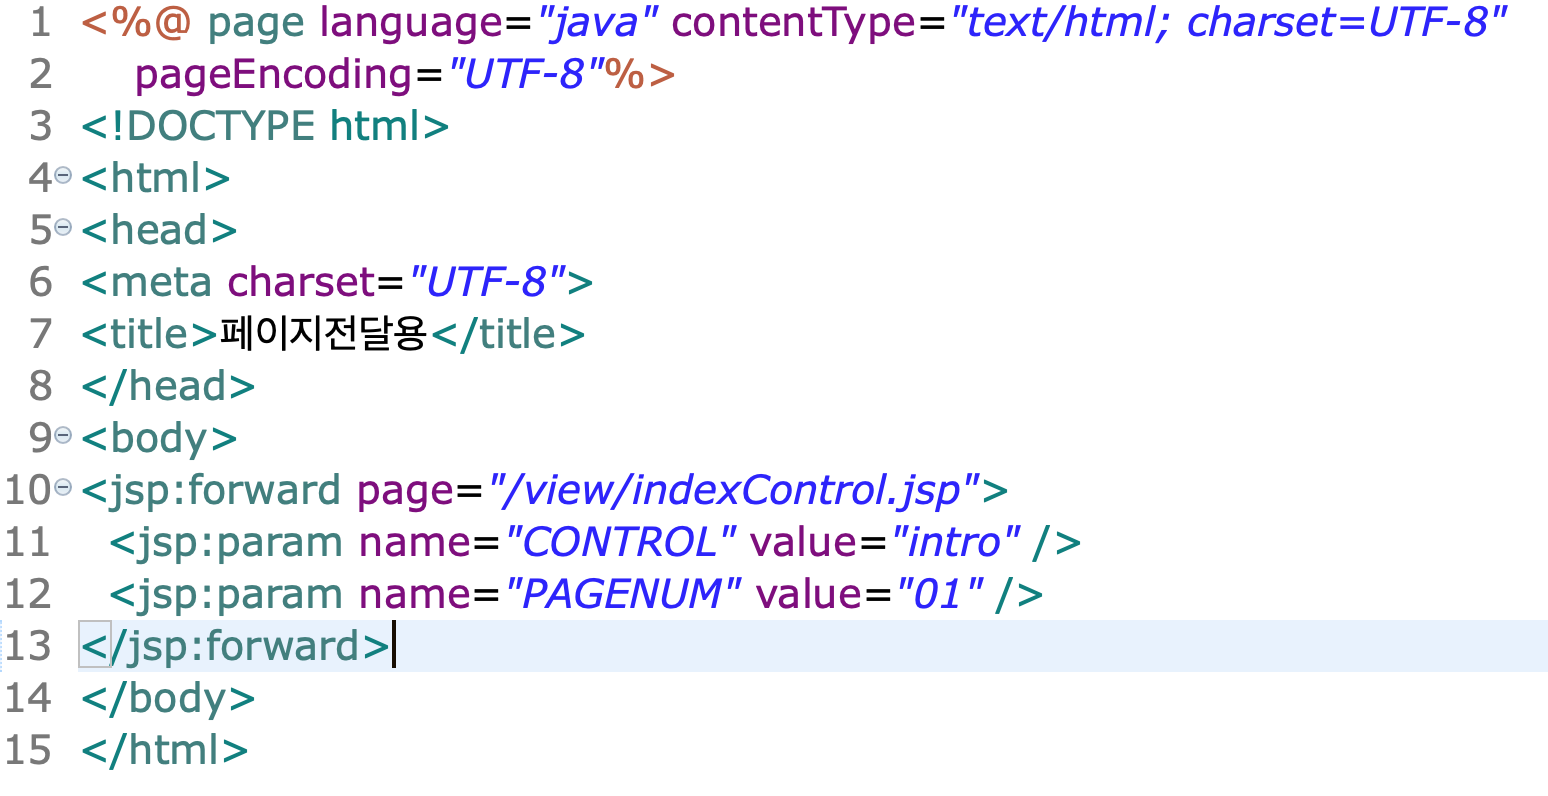 1 <%@ page language="java" contentType="text/html; charset=UTF-8"
2     pageEncoding="UTF-8"%>
3 <!DOCTYPE html>
4 <html>
5 <head>
6 <meta charset="UTF-8">
7 <title>페이지전달용</title>
8 </head>
9 <body>
10 <jsp:forward page="/view/indexControl.jsp">
11   <jsp:param name="CONTROL" value="intro" />
12   <jsp:param name="PAGENUM" value="01" />
13 </jsp:forward>
14 </body>
15 </html>